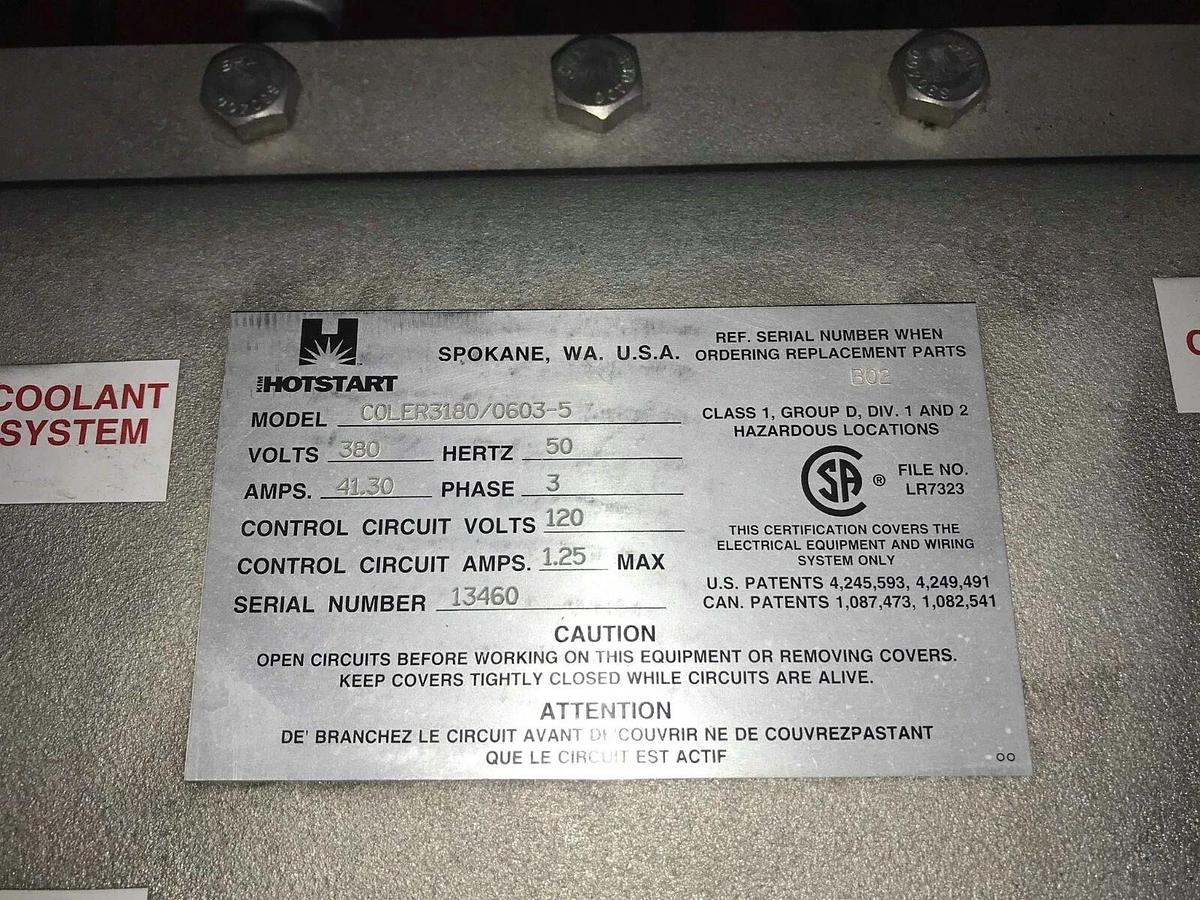 COOLANT
SYSTEM
KIM HOTSTART
SPOKANE, WA. U.S.A.
REF. SERIAL NUMBER WHEN
ORDERING REPLACEMENT PARTS
B02
MODEL COLER3180/0603-5
VOLTS 380 HERTZ 50
AMPS. 41.30 PHASE 3
CONTROL CIRCUIT VOLTS 120
CONTROL CIRCUIT AMPS. 1.25 MAX
SERIAL NUMBER 13460
CLASS 1, GROUP D, DIV. 1 AND 2
HAZARDOUS LOCATIONS
SA ®
FILE NO.
LR7323
THIS CERTIFICATION COVERS THE
ELECTRICAL EQUIPMENT AND WIRING
SYSTEM ONLY
U.S. PATENTS 4,245,593, 4,249,491
CAN. PATENTS 1,087,473, 1,082,541
CAUTION
OPEN CIRCUITS BEFORE WORKING ON THIS EQUIPMENT OR REMOVING COVERS.
KEEP COVERS TIGHTLY CLOSED WHILE CIRCUITS ARE ALIVE.
ATTENTION
DE' BRANCHEZ LE CIRCUIT AVANT DE'COUVRIR NE DE COUVREZPASTANT
QUE LE CIRCUIT EST ACTIF
OO